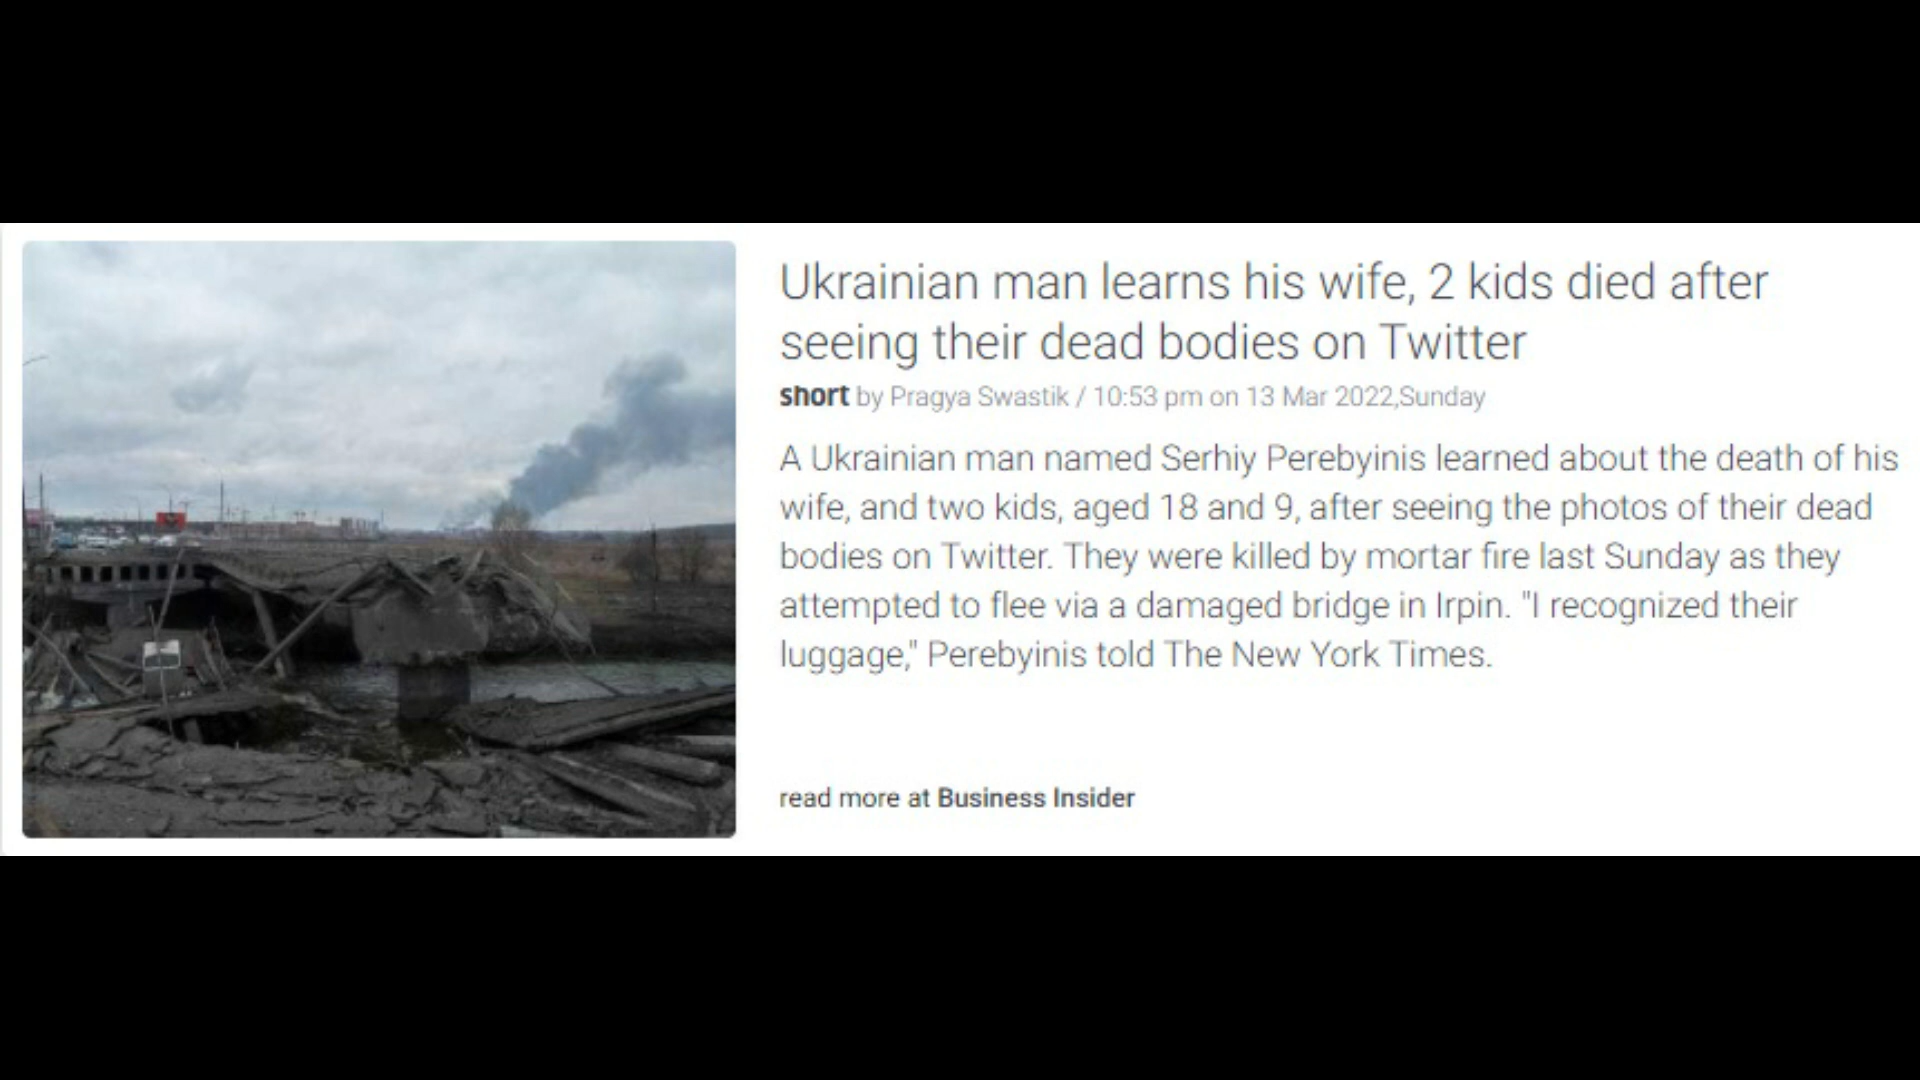 Ukrainian man learns his wife, 2 kids died after
seeing their dead bodies on Twitter
short by Pragya Swastik / 10:53 pm on 13 Mar 2022,Sunday
A Ukrainian man named Serhiy Perebyinis learned about the death of his
wife, and two kids, aged 18 and 9, after seeing the photos of their dead
bodies on Twitter. They were killed by mortar fire last Sunday as they
attempted to flee via a damaged bridge in Irpin. "I recognized their
luggage," Perebyinis told The New York Times.
read more at Business Insider